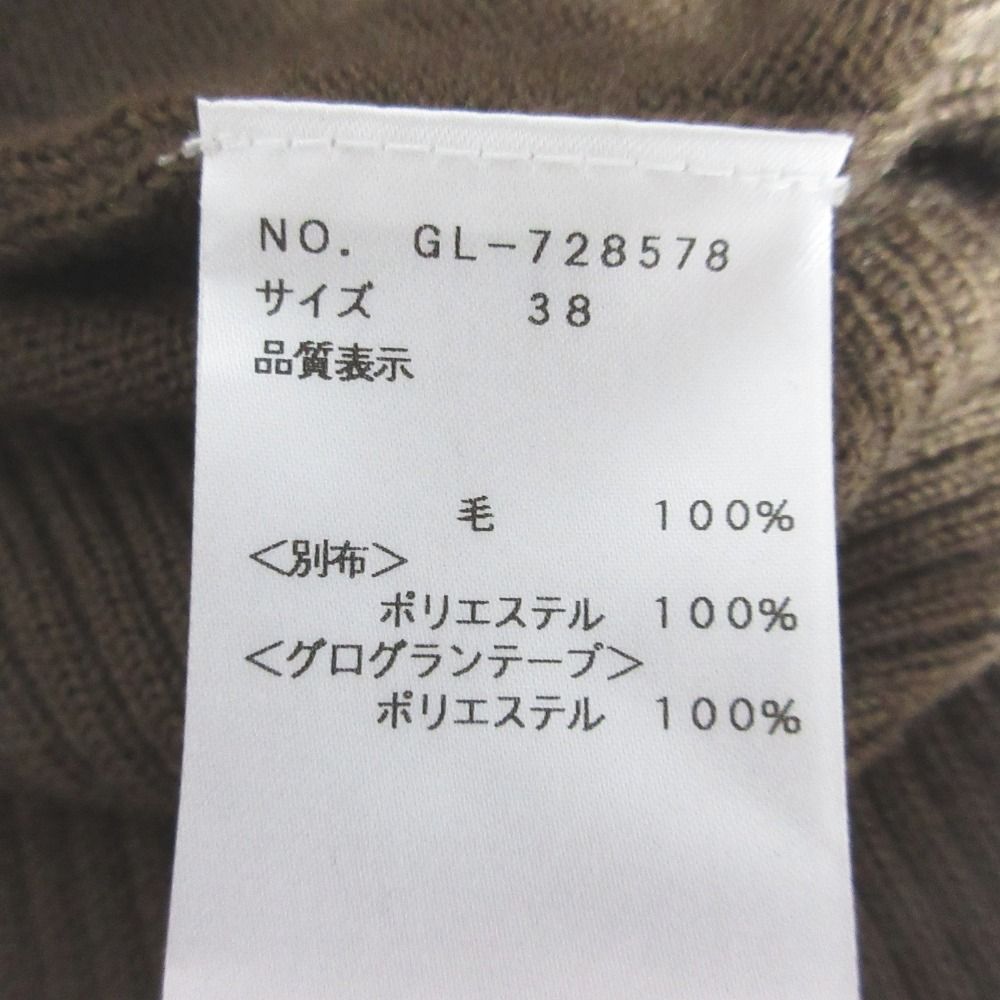 NO. GL-728578
サイズ 38
品質表示
毛 100%
＜別布＞
ポリエステル 100%
＜グログランテープ＞
ポリエステル 100%